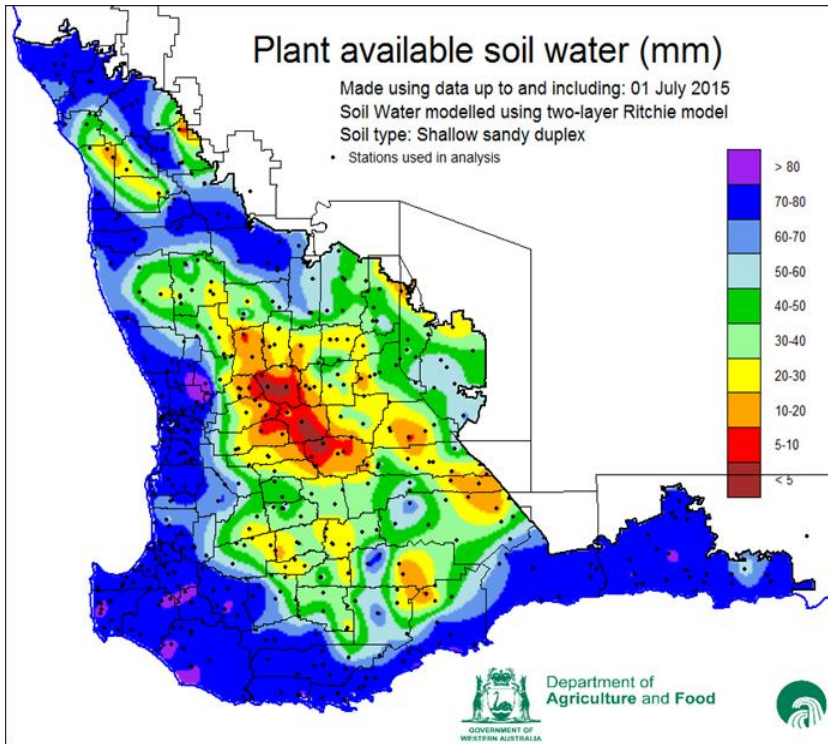 Plant available soil water (mm)
Made using data up to and including: 01 July 2015
Soil Water modelled using two-layer Ritchie model
Soil type: Shallow sandy duplex
• Stations used in analysis
> 80
70-80
60-70
50-60
40-50
30-40
20-30
10-20
5-10
< 5
Department of
Agriculture and Food
GOVERNMENT OF
WESTERN AUSTRALIA